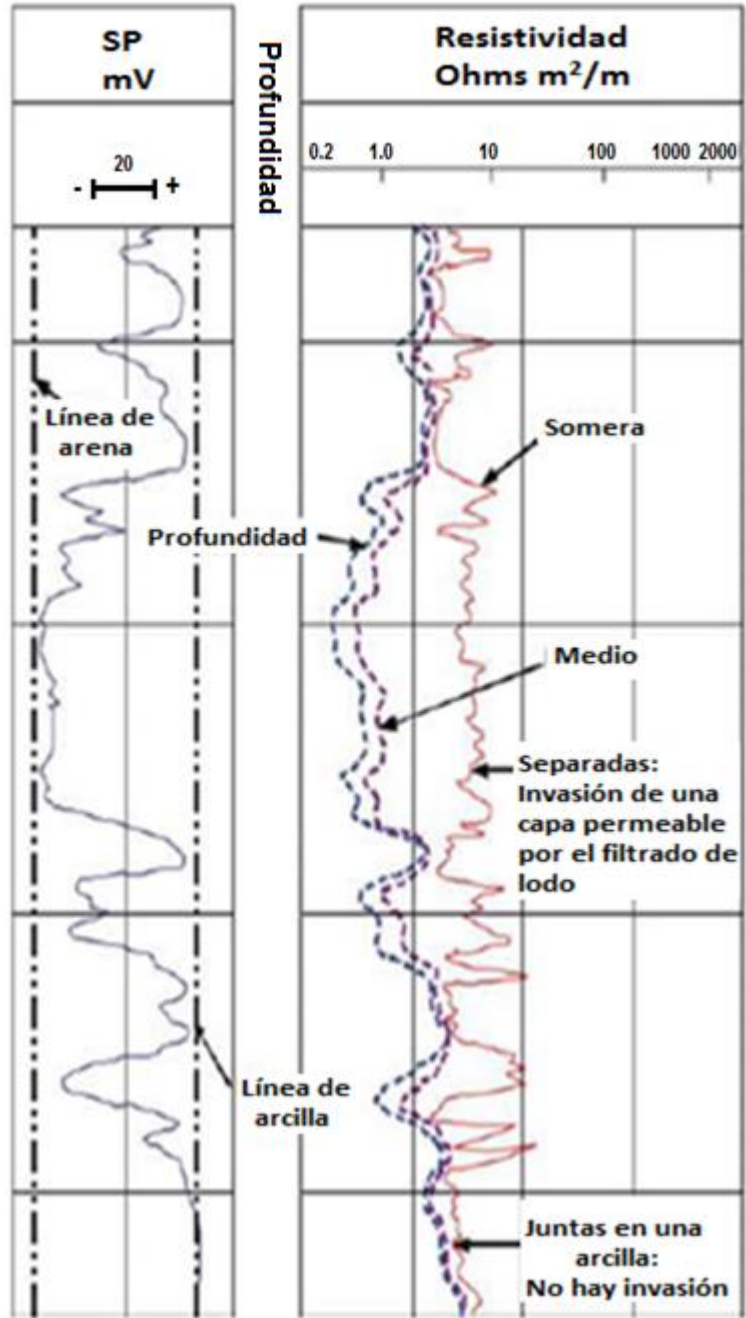 SP
mV
Profundidad
Resistividad
Ohms m²/m
- 20 +
0.2 1.0 10 100 1000 2000
Línea de
arena
Somera
Profundidad
Medio
Separadas:
Invasión de una
capa permeable
por el filtrado de
lodo
Línea de
arcilla
Juntas en una
arcilla:
No hay invasión